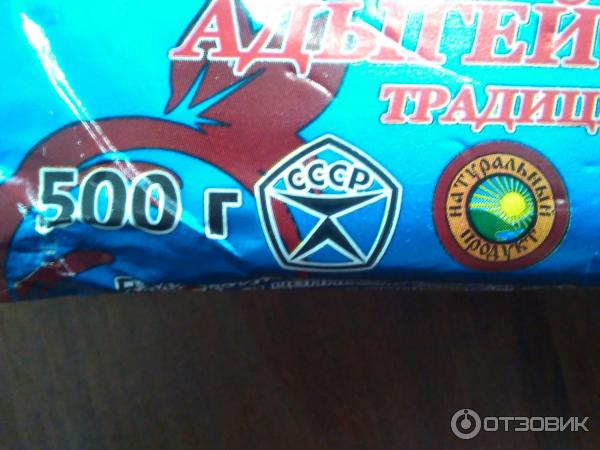 АДЫГЕЙ
ТРАДИЦ
500 г
СССР
НАТУРАЛЬНЫЙ
ПРОДУКТ
ОТЗОВИК